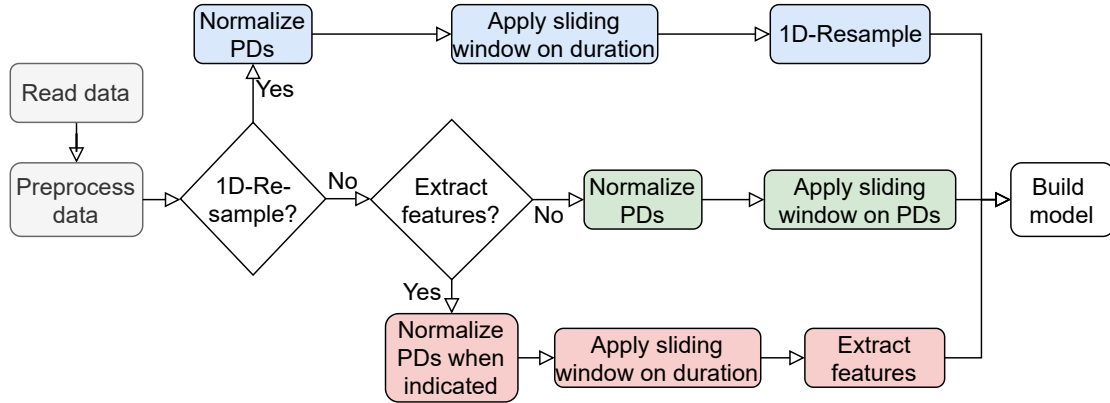 Read data
Preprocess
data
1D-Re-
sample?
Yes
Normalize
PDs
Apply sliding
window on duration
1D-Resample
No
Extract
features?
No
Normalize
PDs
Apply sliding
window on PDs
Yes
Normalize
PDs when
indicated
Apply sliding
window on duration
Extract
features
Build
model